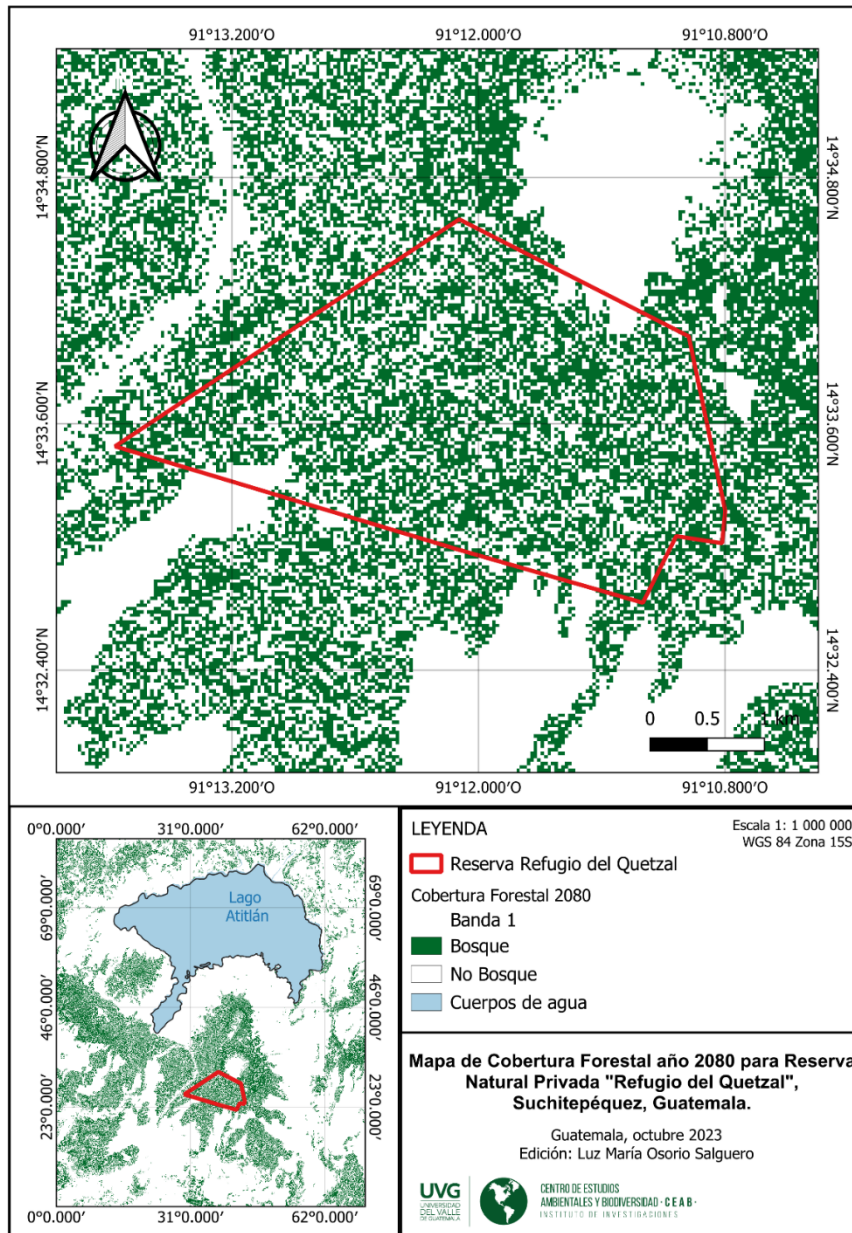 91°13.200′O 91°12.000′O 91°10.800′O
14°34.800′N 14°34.800′N
14°33.600′N 14°33.600′N
14°32.400′N 14°32.400′N
0 0.5 1 km
91°13.200′O 91°12.000′O 91°10.800′O
0°0.000′ 31°0.000′ 62°0.000′
69°0.000′ 69°0.000′
46°0.000′ 46°0.000′
23°0.000′ 23°0.000′
Lago
Atitlán
0°0.000′ 31°0.000′ 62°0.000′
LEYENDA
Escala 1: 1 000 000
WGS 84 Zona 15S
Reserva Refugio del Quetzal
Cobertura Forestal 2080
Banda 1
Bosque
No Bosque
Cuerpos de agua
Mapa de Cobertura Forestal año 2080 para Reserva
Natural Privada "Refugio del Quetzal",
Suchitepéquez, Guatemala.
Guatemala, octubre 2023
Edición: Luz María Osorio Salguero
UVG
UNIVERSIDAD
DEL VALLE
DE GUATEMALA
CENTRO DE ESTUDIOS
AMBIENTALES Y BIODIVERSIDAD · CEAB ·
INSTITUTO DE INVESTIGACIONES